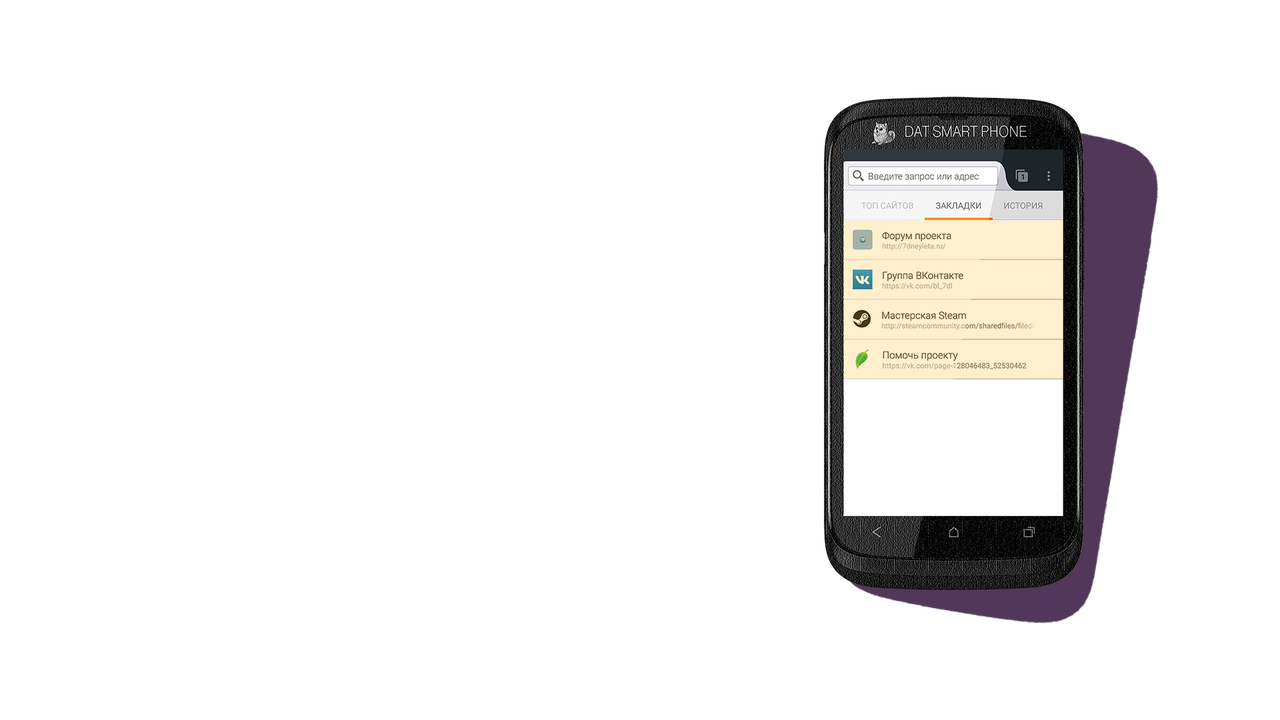 DAT SMART PHONE
Введите запрос или адрес
1
ТОП САЙТОВ ЗАКЛАДКИ ИСТОРИЯ
Форум проекта
http://7dneyleta.ru/
Группа ВКонтакте
https://vk.com/bl_7dl
Мастерская Steam
http://steamcommunity.com/sharedfiles/filed
Помочь проекту
https://vk.com/page-128046483_52530462